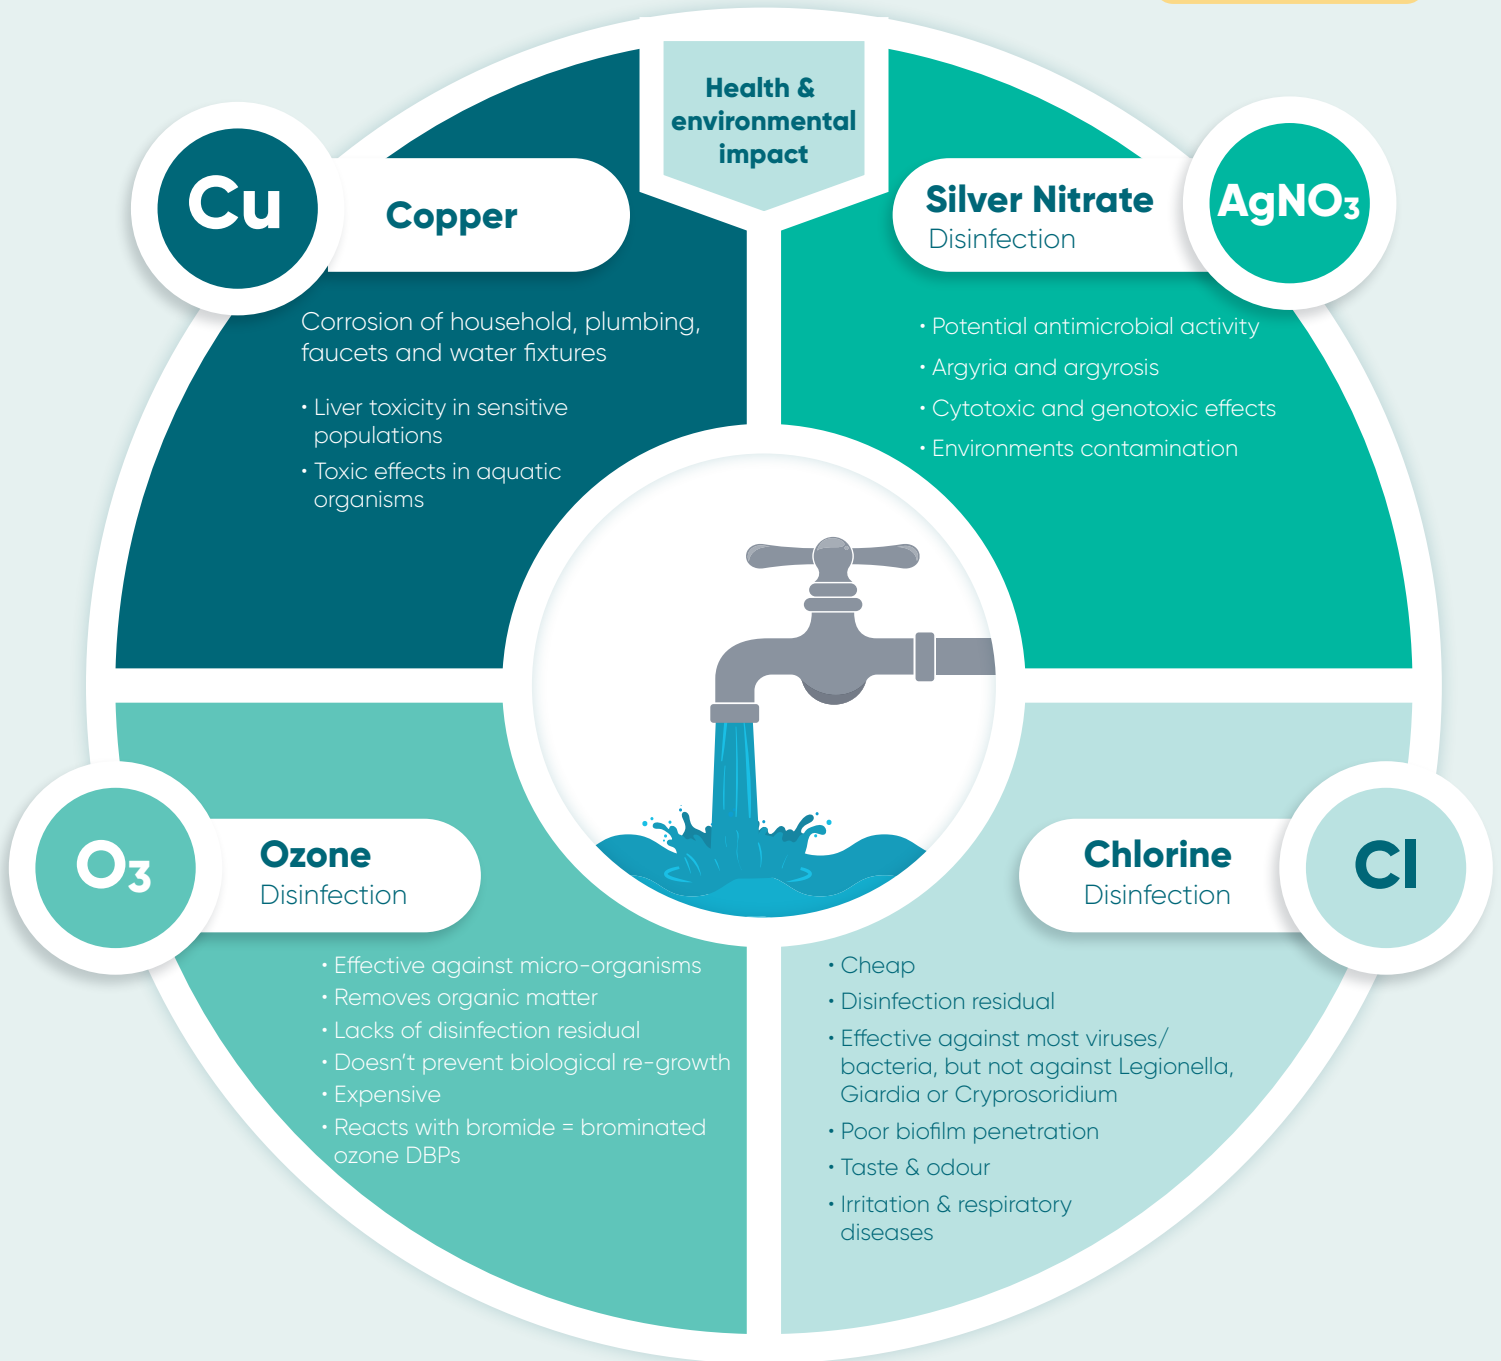 Health &
environmental
impact
Cu
Copper
Corrosion of household, plumbing,
faucets and water fixtures
• Liver toxicity in sensitive
populations
• Toxic effects in aquatic
organisms
Silver Nitrate
Disinfection
AgNO₃
• Potential antimicrobial activity
• Argyria and argyrosis
• Cytotoxic and genotoxic effects
• Environments contamination
O₃
Ozone
Disinfection
• Effective against micro-organisms
• Removes organic matter
• Lacks of disinfection residual
• Doesn't prevent biological re-growth
• Expensive
• Reacts with bromide = brominated
ozone DBPs
Chlorine
Disinfection
Cl
• Cheap
• Disinfection residual
• Effective against most viruses/
bacteria, but not against Legionella,
Giardia or Cryprosoridium
• Poor biofilm penetration
• Taste & odour
• Irritation & respiratory
diseases